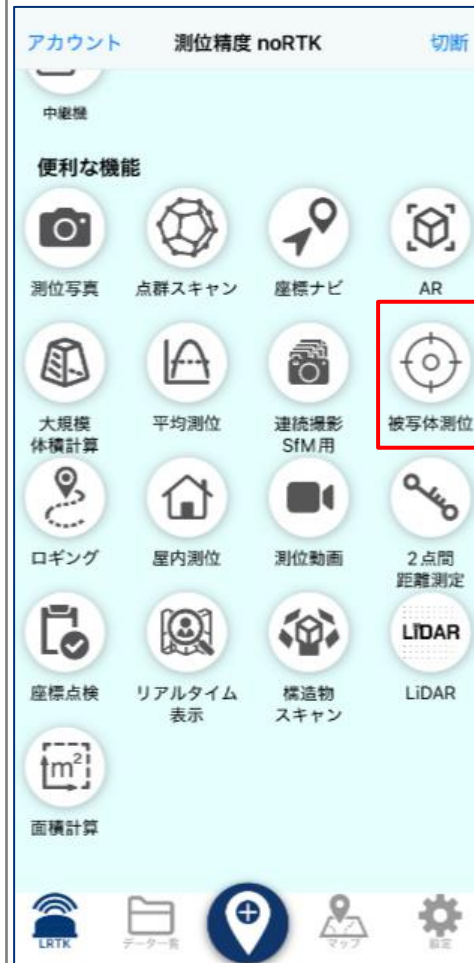 アカウント 測位精度 noRTK 切断
中継機
便利な機能
測位写真 点群スキャン 座標ナビ AR
大規模 平均測位 連続撮影 被写体測位
体積計算 SfM用
ロギング 屋内測位 測位動画 2点間
距離測定
LiDAR
座標点検 リアルタイム 構造物 LiDAR
表示 スキャン
m²
面積計算
LRTK データ一覧 マップ 設定